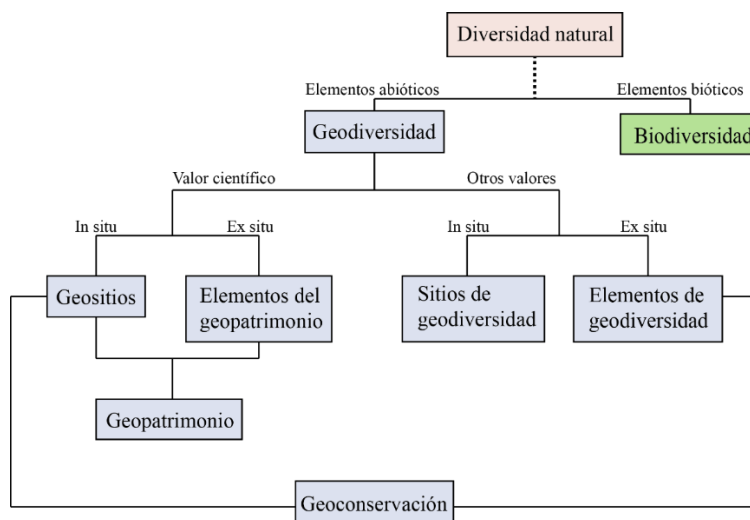 Diversidad natural
Elementos abióticos
Elementos bióticos
Geodiversidad
Biodiversidad
Valor científico
Otros valores
In situ
Ex situ
In situ
Ex situ
Geositios
Elementos del
geopatrimonio
Sitios de
geodiversidad
Elementos de
geodiversidad
Geopatrimonio
Geoconservación